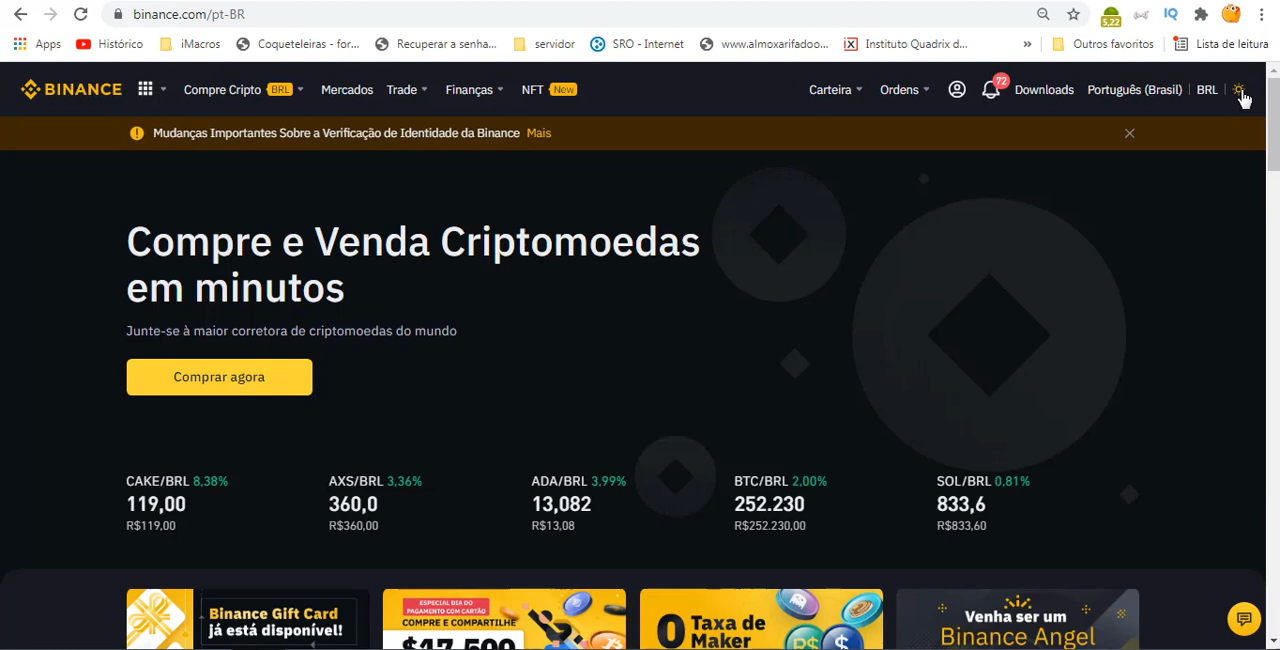 binance.com/pt-BR
5,22
IQ
Apps
Histórico
iMacros
Coqueteleiras - for...
Recuperar a senha...
servidor
SRO - Internet
www.almoxarifadoo...
Instituto Quadrix d...
»
Outros favoritos
Lista de leitura
BINANCE
Compre Cripto BRL
Mercados
Trade
Finanças
NFT New
Carteira
Ordens
72
Downloads
Português (Brasil)
BRL
Mudanças Importantes Sobre a Verificação de Identidade da Binance Mais
Compre e Venda Criptomoedas
em minutos
Junte-se à maior corretora de criptomoedas do mundo
Comprar agora
CAKE/BRL 8,38%
119,00
R$119,00
AXS/BRL 3,36%
360,0
R$360,00
ADA/BRL 3,99%
13,082
R$13,08
BTC/BRL 2,00%
252.230
R$252.230,00
SOL/BRL 0,81%
833,6
R$833,60
Binance Gift Card
já está disponível!
ESPECIAL DIA DO
PAGAMENTO COM CARTÃO
COMPRE E COMPARTILHE
$17,500
0 Taxa de
Maker
R$ $
Venha ser um
Binance Angel